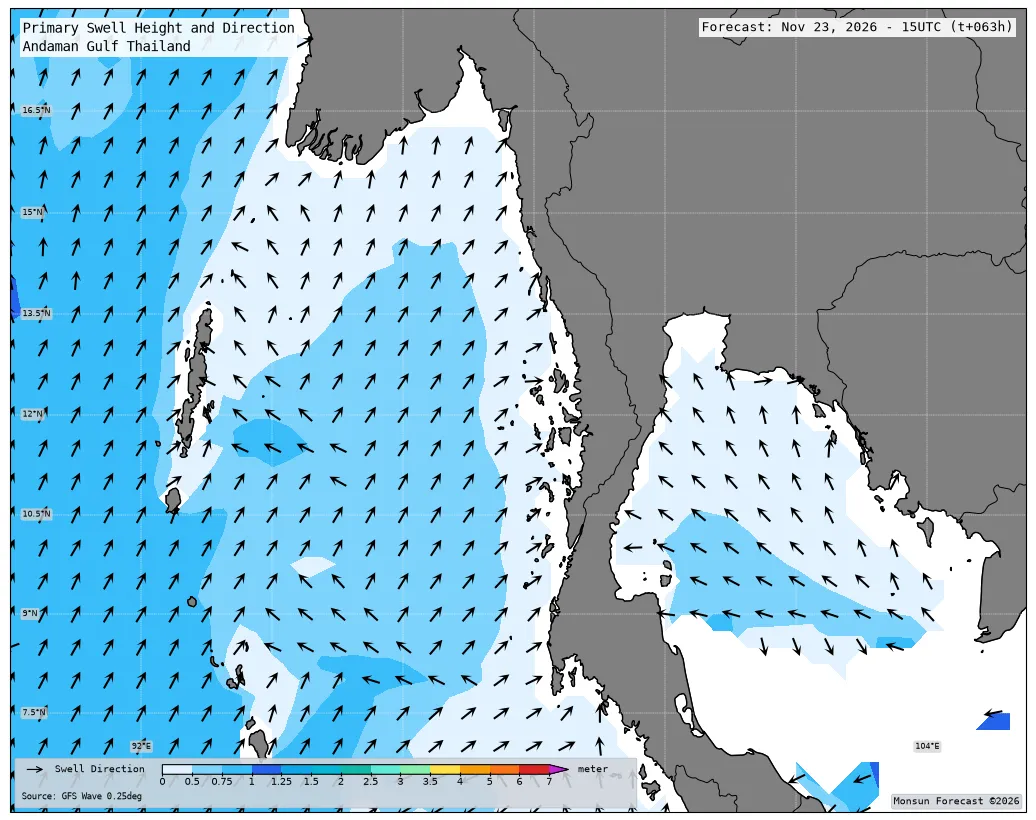 Primary Swell Height and Direction
Andaman Gulf Thailand
Forecast: Nov 23, 2026 - 15UTC (t+063h)
16.5°N
15°N
13.5°N
12°N
10.5°N
9°N
7.5°N
92°E
104°E
Swell Direction
meter
0 0.5 0.75 1 1.25 1.5 2 2.5 3 3.5 4 5 6 7
Source: GFS Wave 0.25deg
Monsun Forecast ©2026